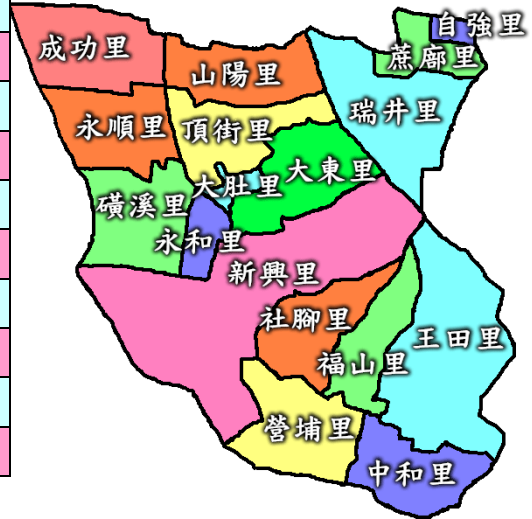 自強里
成功里
蔗廍里
山陽里
瑞井里
永順里
頂街里
大東里
大肚里
礦溪里
永和里
新興里
社腳里
王田里
福山里
營埔里
中和里